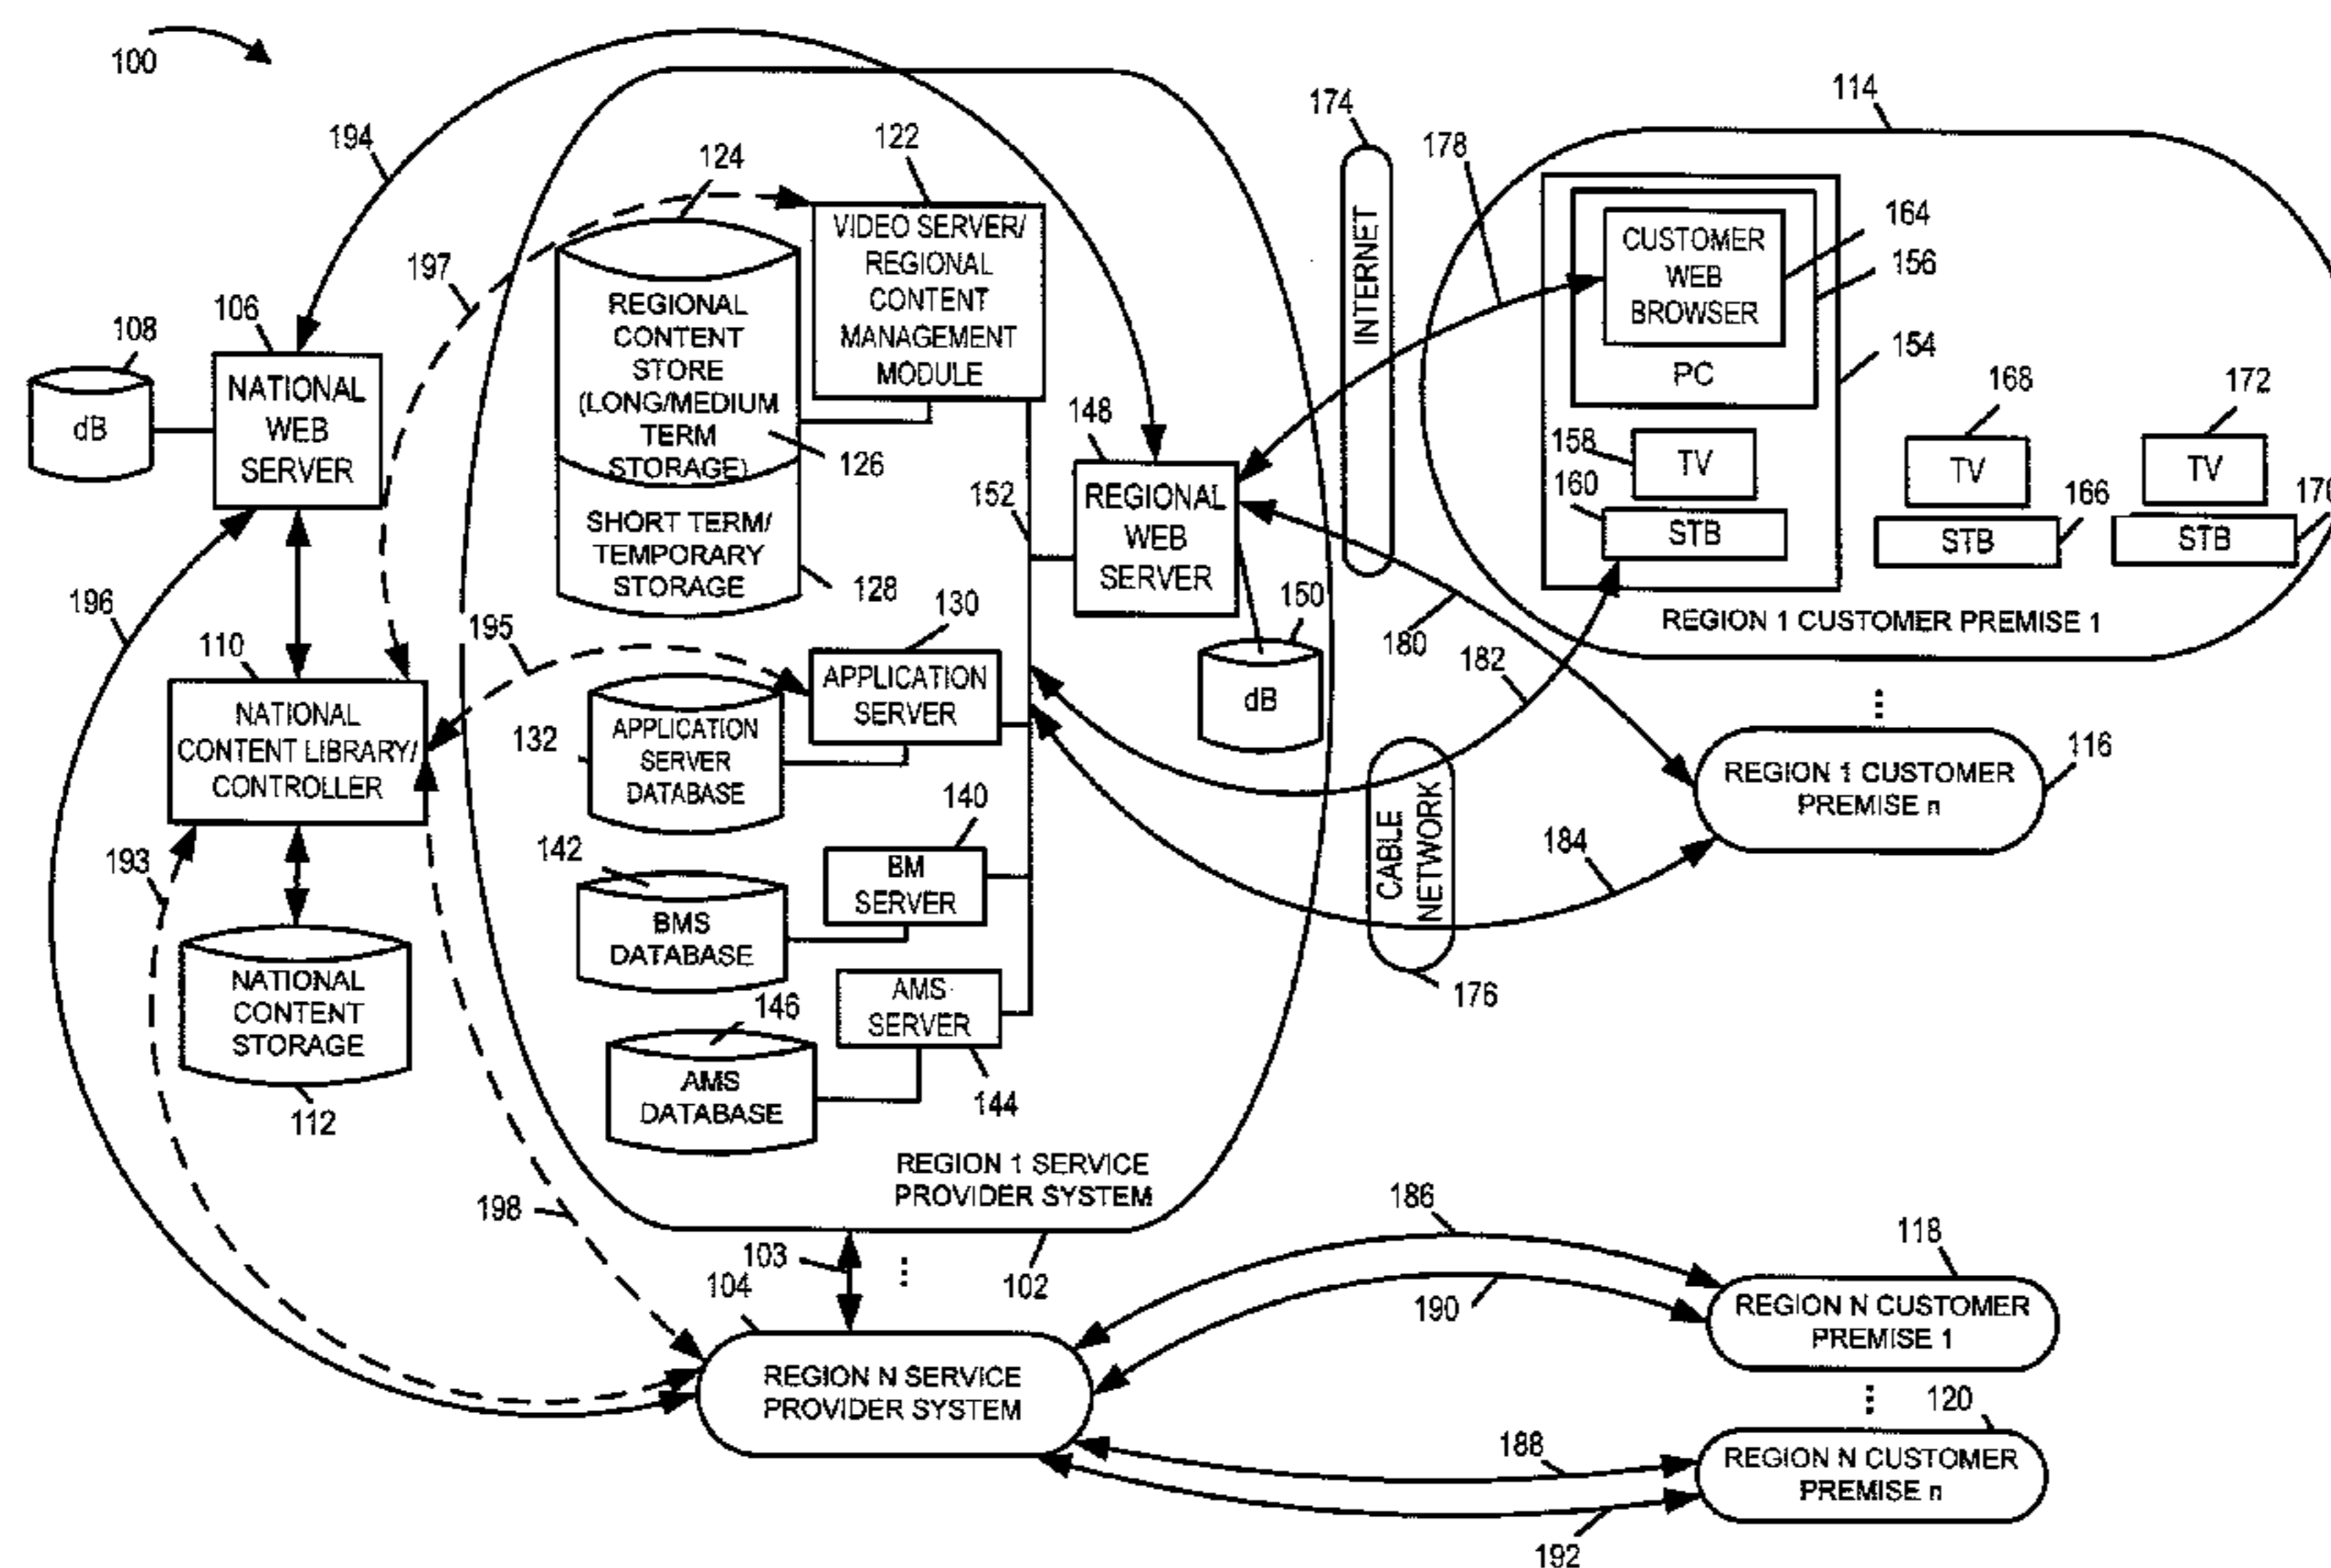 100
194
124
122
174
114
178
VIDEO SERVER/
REGIONAL
CONTENT
MANAGEMENT
MODULE
INTERNET
CUSTOMER
WEB
BROWSER
164
156
197
REGIONAL
CONTENT
STORE
(LONG/MEDIUM
TERM
STORAGE)
126
108
106
dB
NATIONAL
WEB
SERVER
PC
154
168
172
148
158
TV
TV
TV
160
STB
STB
166
STB
170
152
REGIONAL
WEB
SERVER
SHORT TERM/
TEMPORARY
STORAGE
128
REGION 1 CUSTOMER PREMISE 1
196
195
130
150
180
182
110
NATIONAL
CONTENT LIBRARY/
CONTROLLER
APPLICATION
SERVER
dB
132
APPLICATION
SERVER
DATABASE
REGION 1 CUSTOMER
PREMISE n
116
140
142
BM
SERVER
CABLE
NETWORK
184
193
BMS
DATABASE
NATIONAL
CONTENT
STORAGE
146
AMS
SERVER
176
AMS
DATABASE
144
112
REGION 1 SERVICE
PROVIDER SYSTEM
198
103
104
102
186
118
190
REGION N CUSTOMER
PREMISE 1
REGION N SERVICE
PROVIDER SYSTEM
120
188
REGION N CUSTOMER
PREMISE n
192